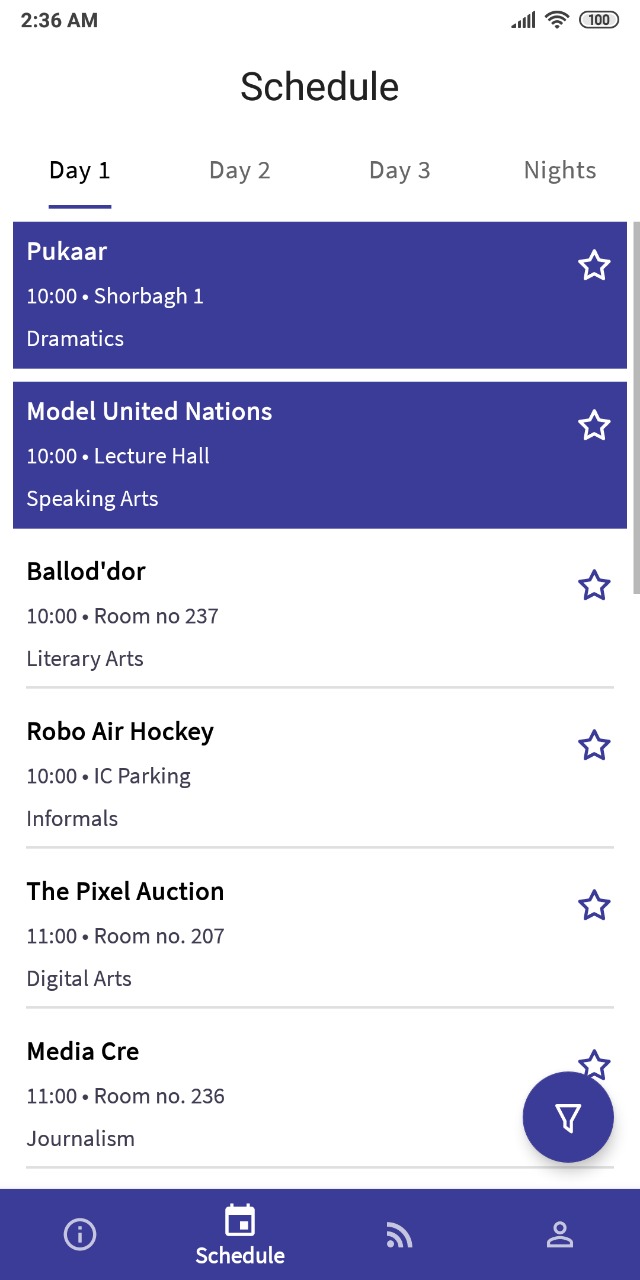 2:36 AM
100
Schedule
Day 1 Day 2 Day 3 Nights
Pukaar
10:00 • Shorbagh 1
Dramatics
Model United Nations
10:00 • Lecture Hall
Speaking Arts
Ballod'dor
10:00 • Room no 237
Literary Arts
Robo Air Hockey
10:00 • IC Parking
Informals
The Pixel Auction
11:00 • Room no. 207
Digital Arts
Media Cre
11:00 • Room no. 236
Journalism
Schedule